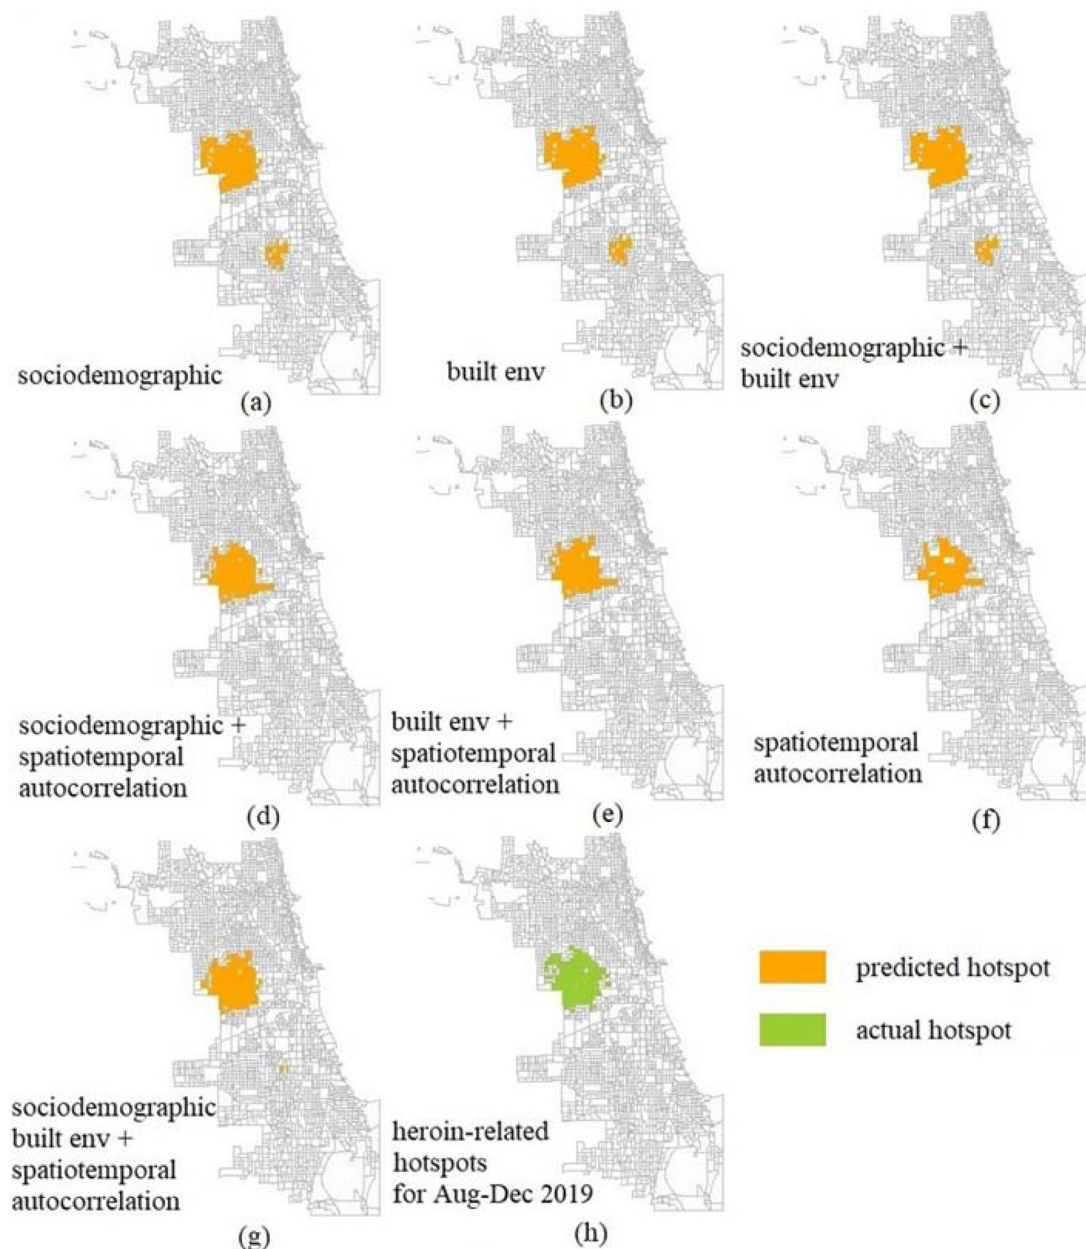 sociodemographic
(a)
built env
(b)
sociodemographic +
built env
(c)
sociodemographic +
spatiotemporal
autocorrelation
(d)
built env +
spatiotemporal
autocorrelation
(e)
spatiotemporal
autocorrelation
(f)
sociodemographic
built env +
spatiotemporal
autocorrelation
(g)
heroin-related
hotspots
for Aug-Dec 2019
(h)
predicted hotspot
actual hotspot